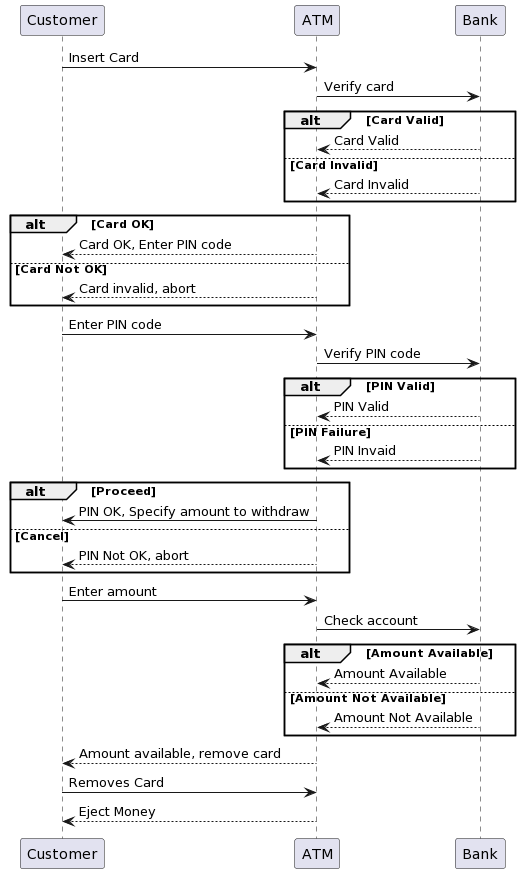 Customer ATM Bank
Insert Card
Verify card
alt [Card Valid]
Card Valid
[Card Invalid]
Card Invalid
alt [Card OK]
Card OK, Enter PIN code
[Card Not OK]
Card invalid, abort
Enter PIN code
Verify PIN code
alt [PIN Valid]
PIN Valid
[PIN Failure]
PIN Invaid
alt [Proceed]
PIN OK, Specify amount to withdraw
[Cancel]
PIN Not OK, abort
Enter amount
Check account
alt [Amount Available]
Amount Available
[Amount Not Available]
Amount Not Available
Amount available, remove card
Removes Card
Eject Money
Customer ATM Bank